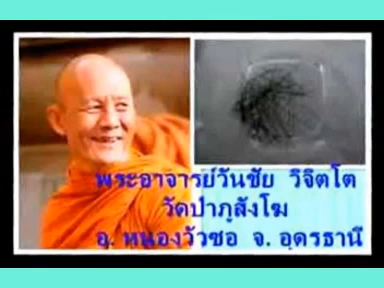 พระอาจารย์วันชัย วิจิตโต
วัดป่าภูสังโฆ
อ. หนองวัวซอ จ. อุดรธานี